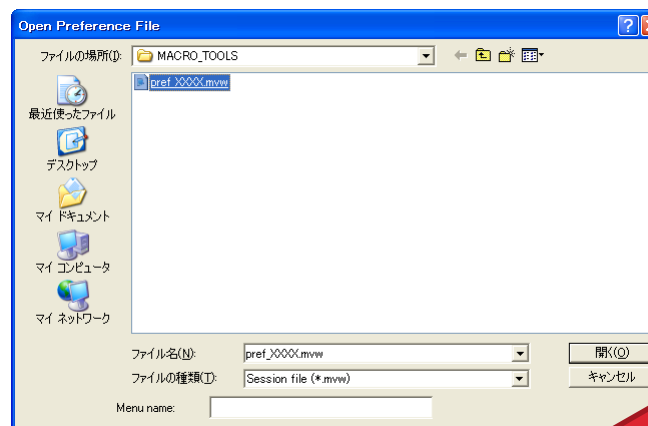 Open Preference File
ファイルの場所(I):
MACRO_TOOLS
pref_XXXX.mvw
最近使ったファイル
デスクトップ
マイ ドキュメント
マイ コンピュータ
マイ ネットワーク
ファイル名(N):
pref_XXXX.mvw
開く(O)
ファイルの種類(T):
Session file (*.mvw)
キャンセル
Menu name: